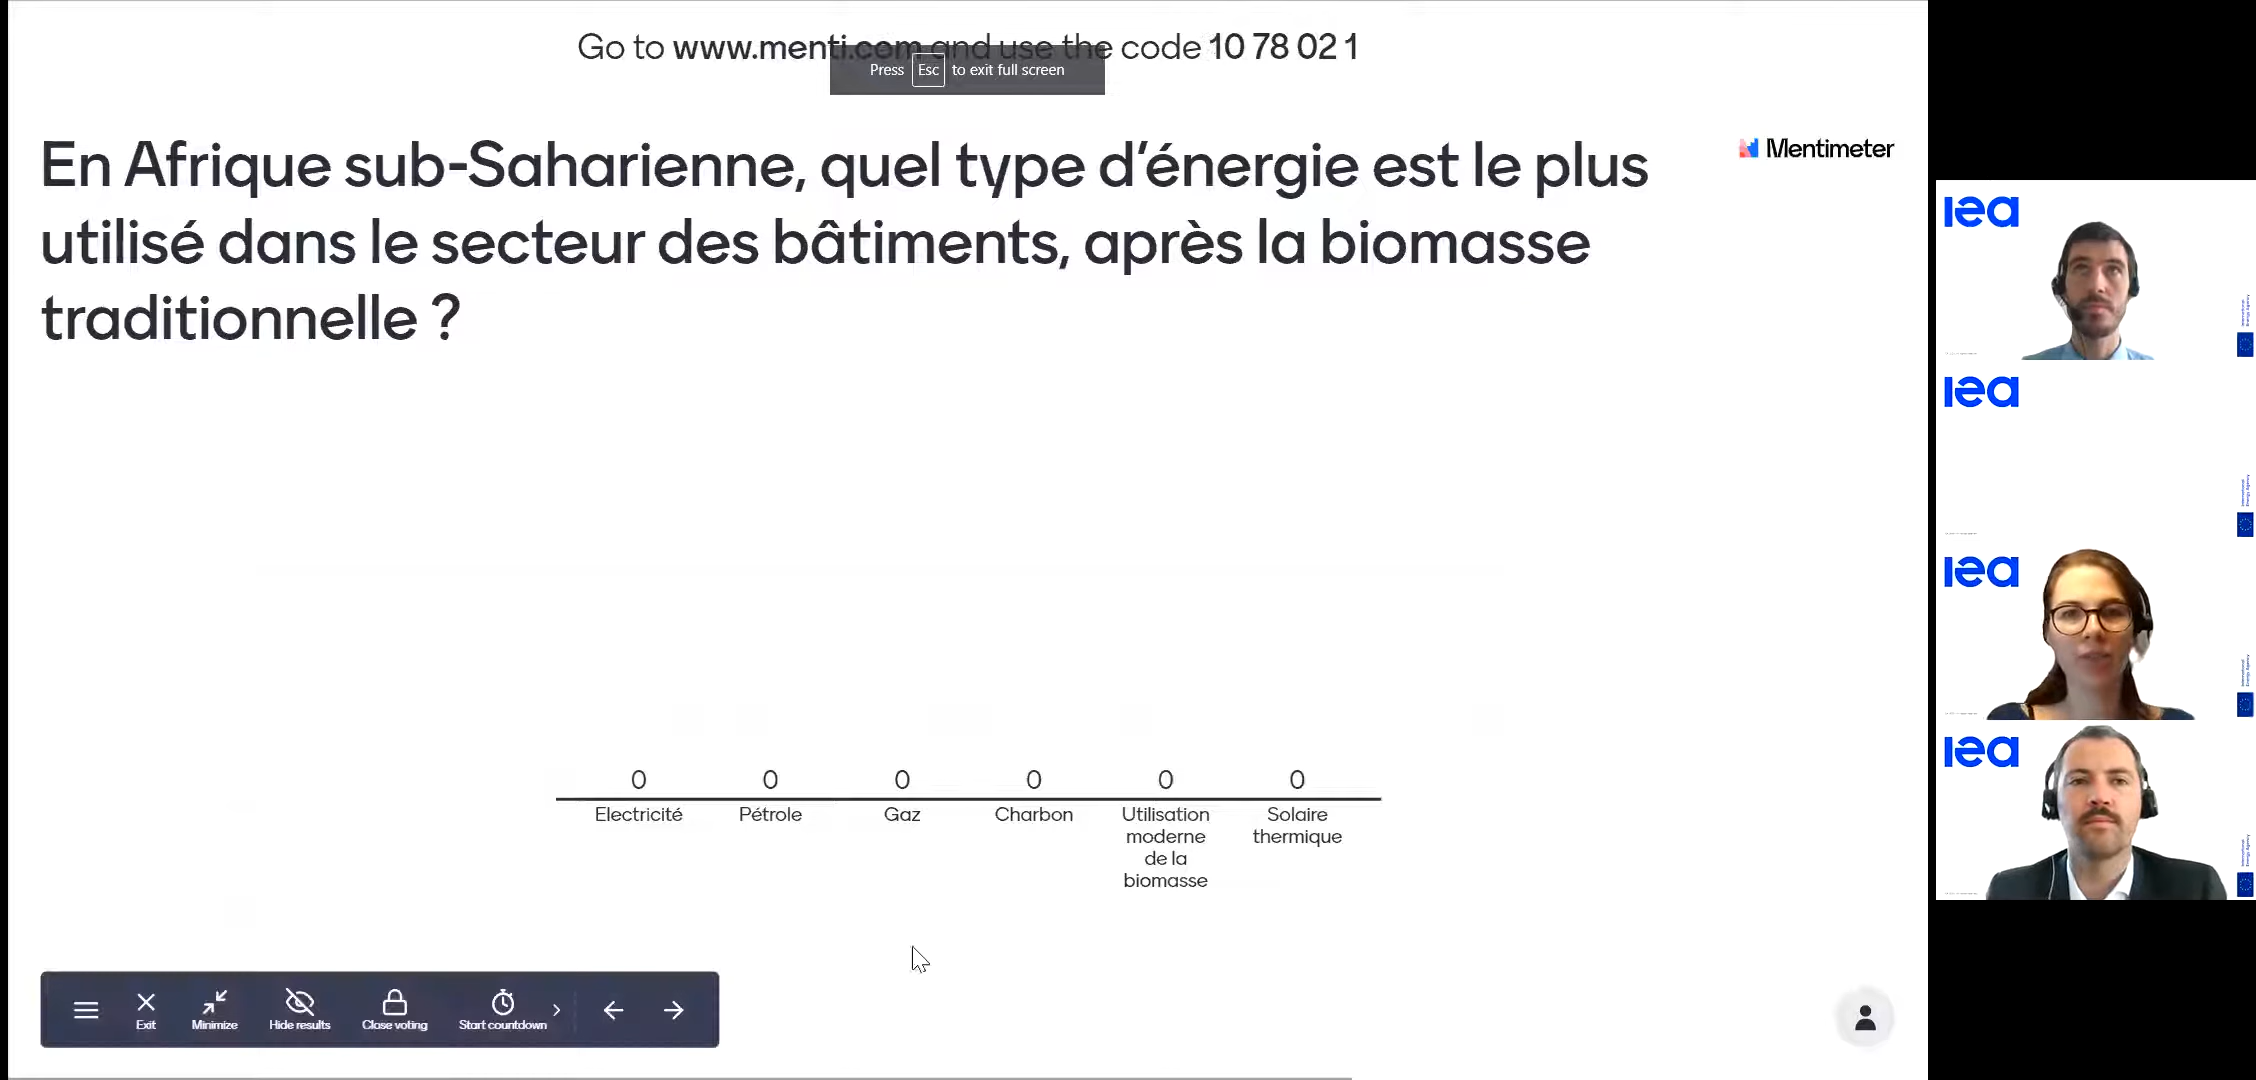 Go to www.menti.com and use the code 10 78 02 1
Press Esc to exit full screen
Mentimeter
En Afrique sub-Saharienne, quel type d’énergie est le plus
utilisé dans le secteur des bâtiments, après la biomasse
traditionnelle ?
0 0 0 0 0 0
Electricité
Pétrole
Gaz
Charbon
Utilisation
moderne
de la
biomasse
Solaire
thermique
Exit
Minimize
Hide results
Close voting
Start countdown
iea
iea
iea
iea